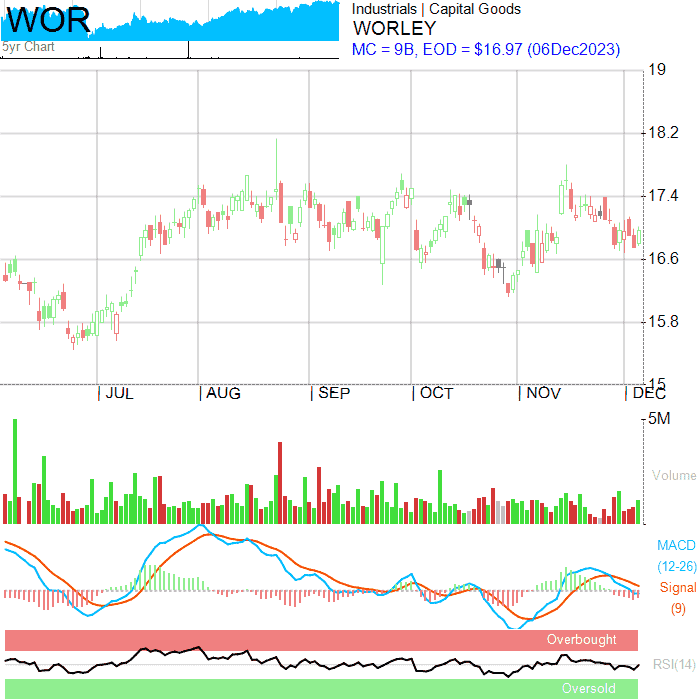 WOR
5yr Chart
Industrials | Capital Goods
WORLEY
MC = 9B, EOD = $16.97 (06Dec2023)
19
18.2
17.4
16.6
15.8
15
JUL AUG SEP OCT NOV DEC
5M
Volume
MACD
(12-26)
Signal
(9)
Overbought
RSI(14)
Oversold